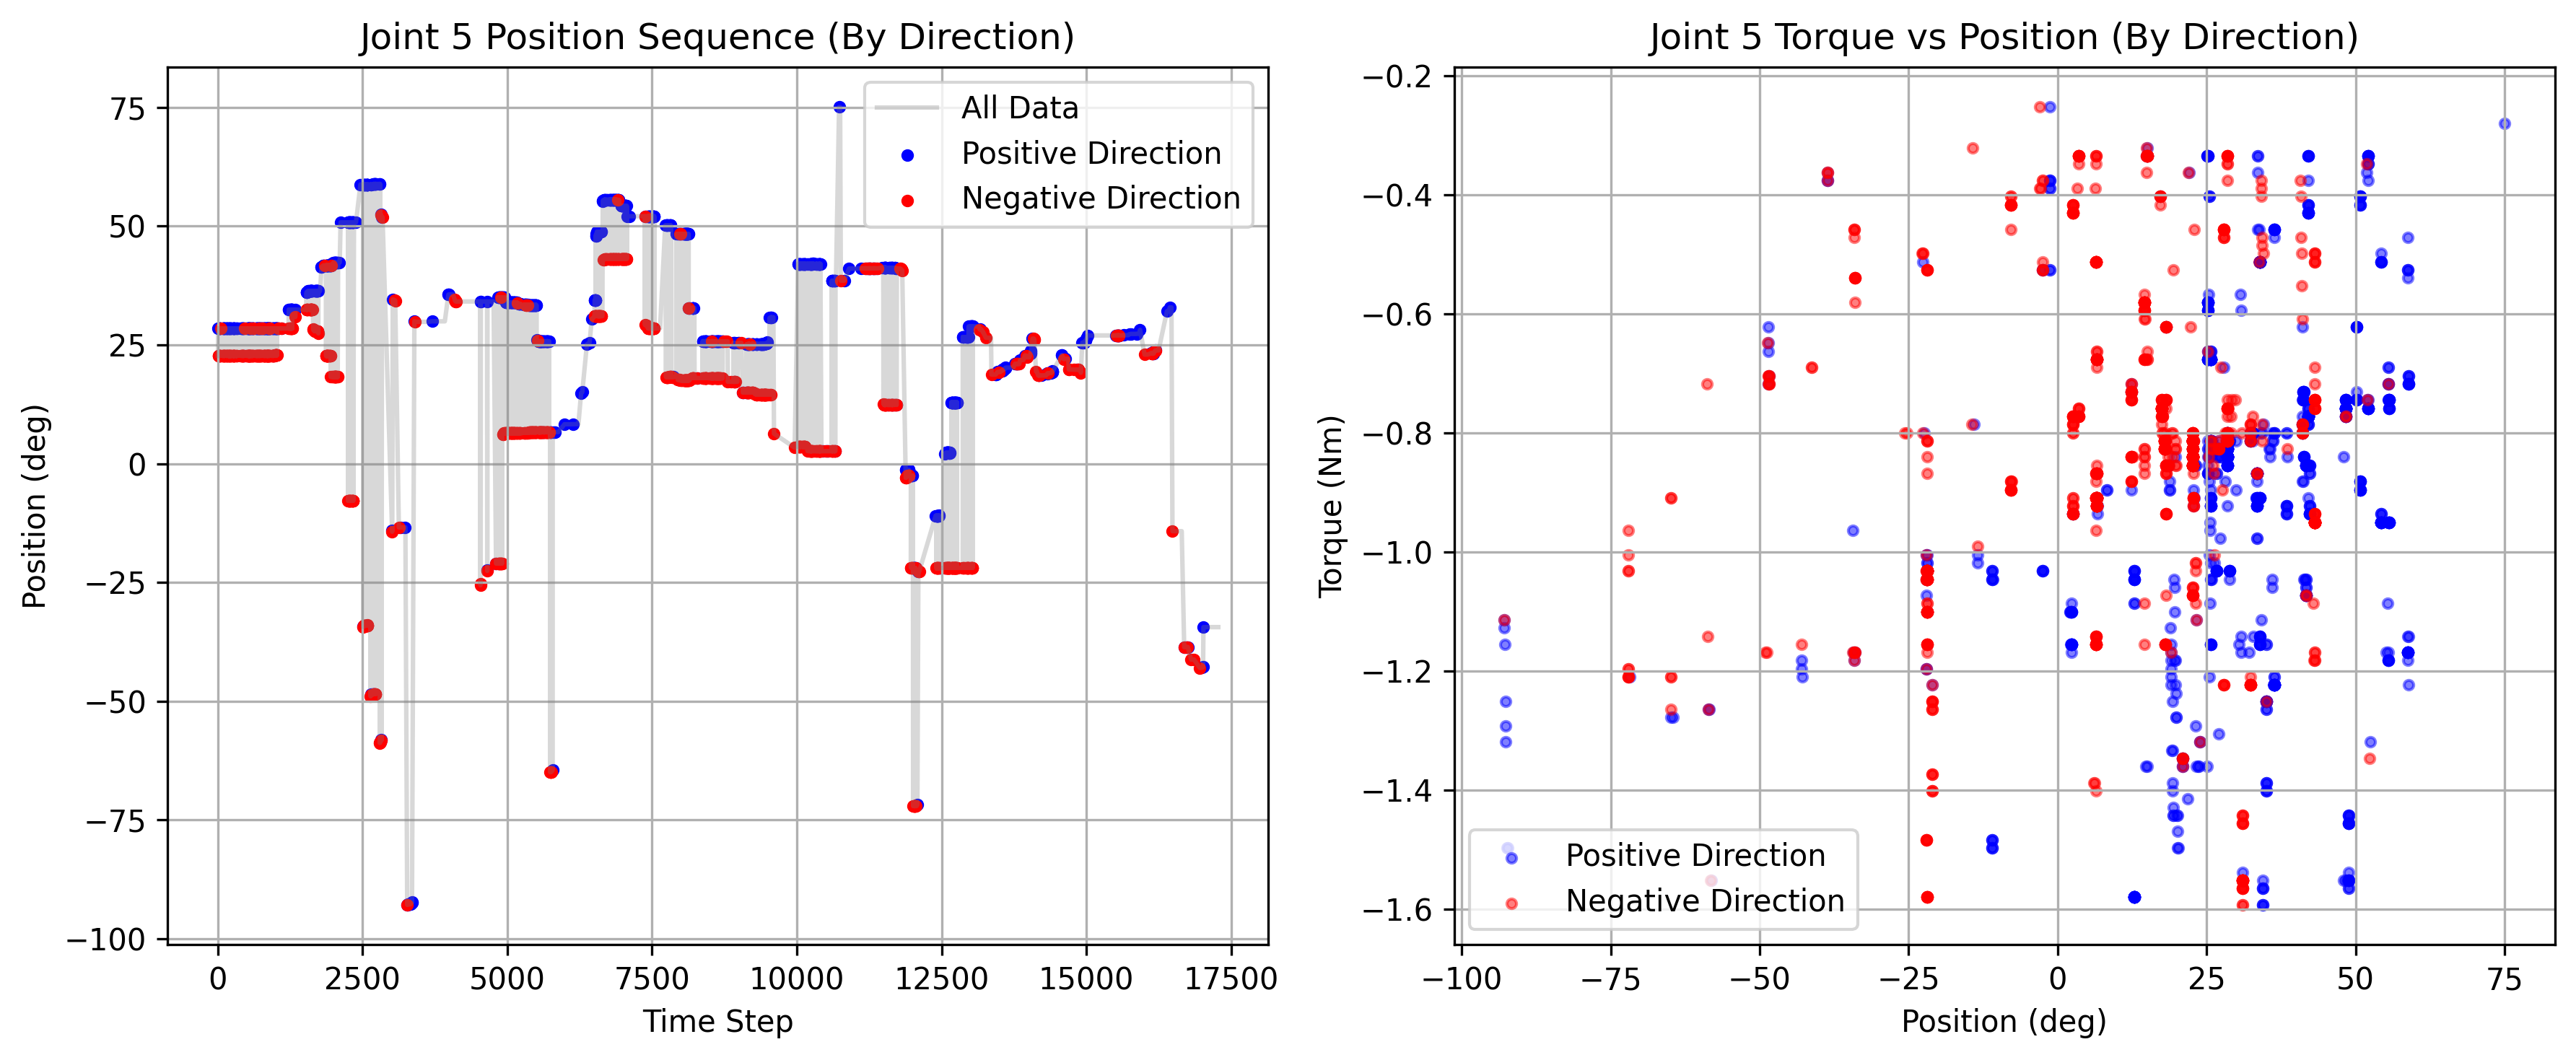 Joint 5 Position Sequence (By Direction)
Position (deg)
75
50
25
0
−25
−50
−75
−100
All Data
Positive Direction
Negative Direction
0 2500 5000 7500 10000 12500 15000 17500
Time Step
Joint 5 Torque vs Position (By Direction)
Torque (Nm)
−0.2
−0.4
−0.6
−0.8
−1.0
−1.2
−1.4
−1.6
Positive Direction
Negative Direction
−100 −75 −50 −25 0 25 50 75
Position (deg)